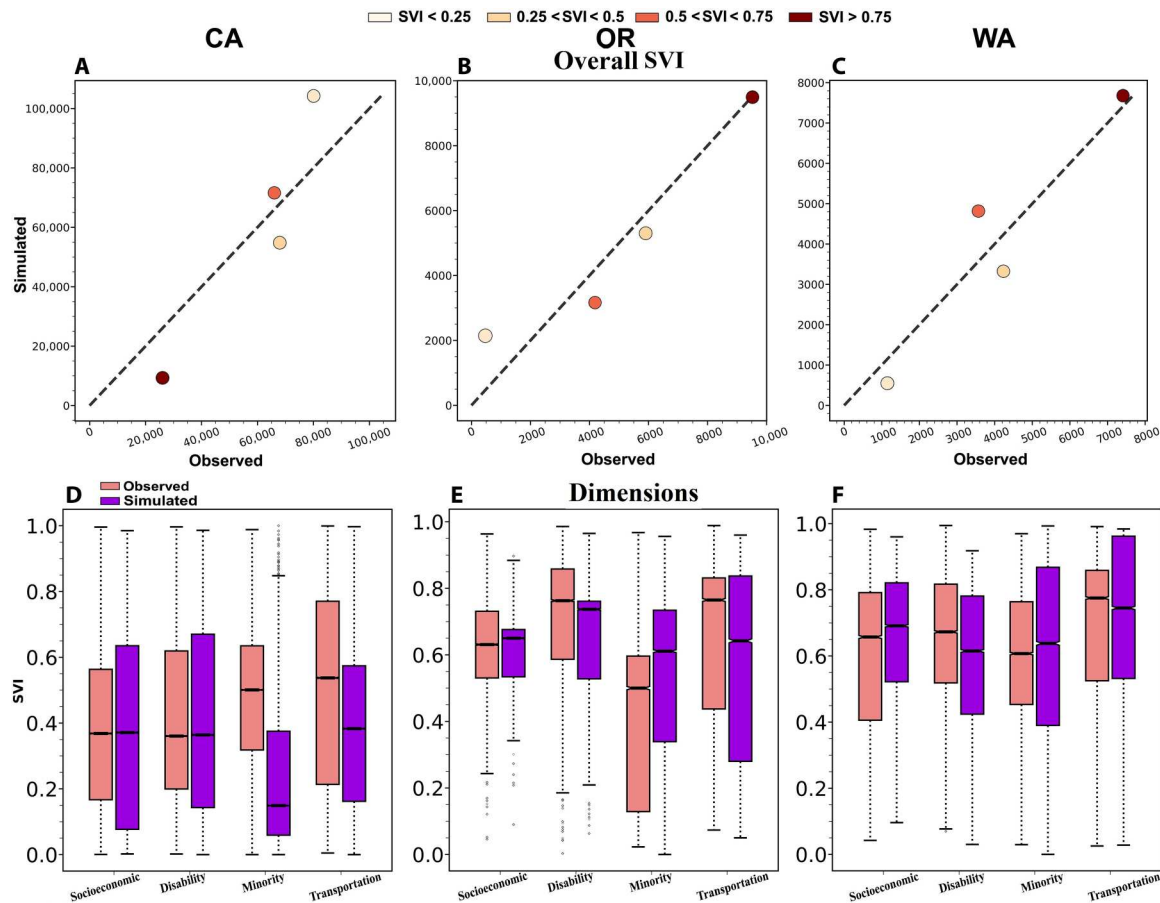 SVI < 0.25 0.25 <SVI< 0.5 0.5 <SVI< 0.75 SVI > 0.75
CA OR WA
Overall SVI
A B C
100,000
80,000
60,000
40,000
20,000
0
Simulated
0 20,000 40,000 60,000 80,000 100,000
Observed
10,000
8000
6000
4000
2000
0
0 2000 4000 6000 8000 10,000
Observed
8000
7000
6000
5000
4000
3000
2000
1000
0
0 1000 2000 3000 4000 5000 6000 7000 8000
Observed
Dimensions
D E F
Observed
Simulated
SVI
1.0
0.8
0.6
0.4
0.2
0.0
Socioeconomic Disability Minority Transportation
1.0
0.8
0.6
0.4
0.2
0.0
Socioeconomic Disability Minority Transportation
1.0
0.8
0.6
0.4
0.2
0.0
Socioeconomic Disability Minority Transportation